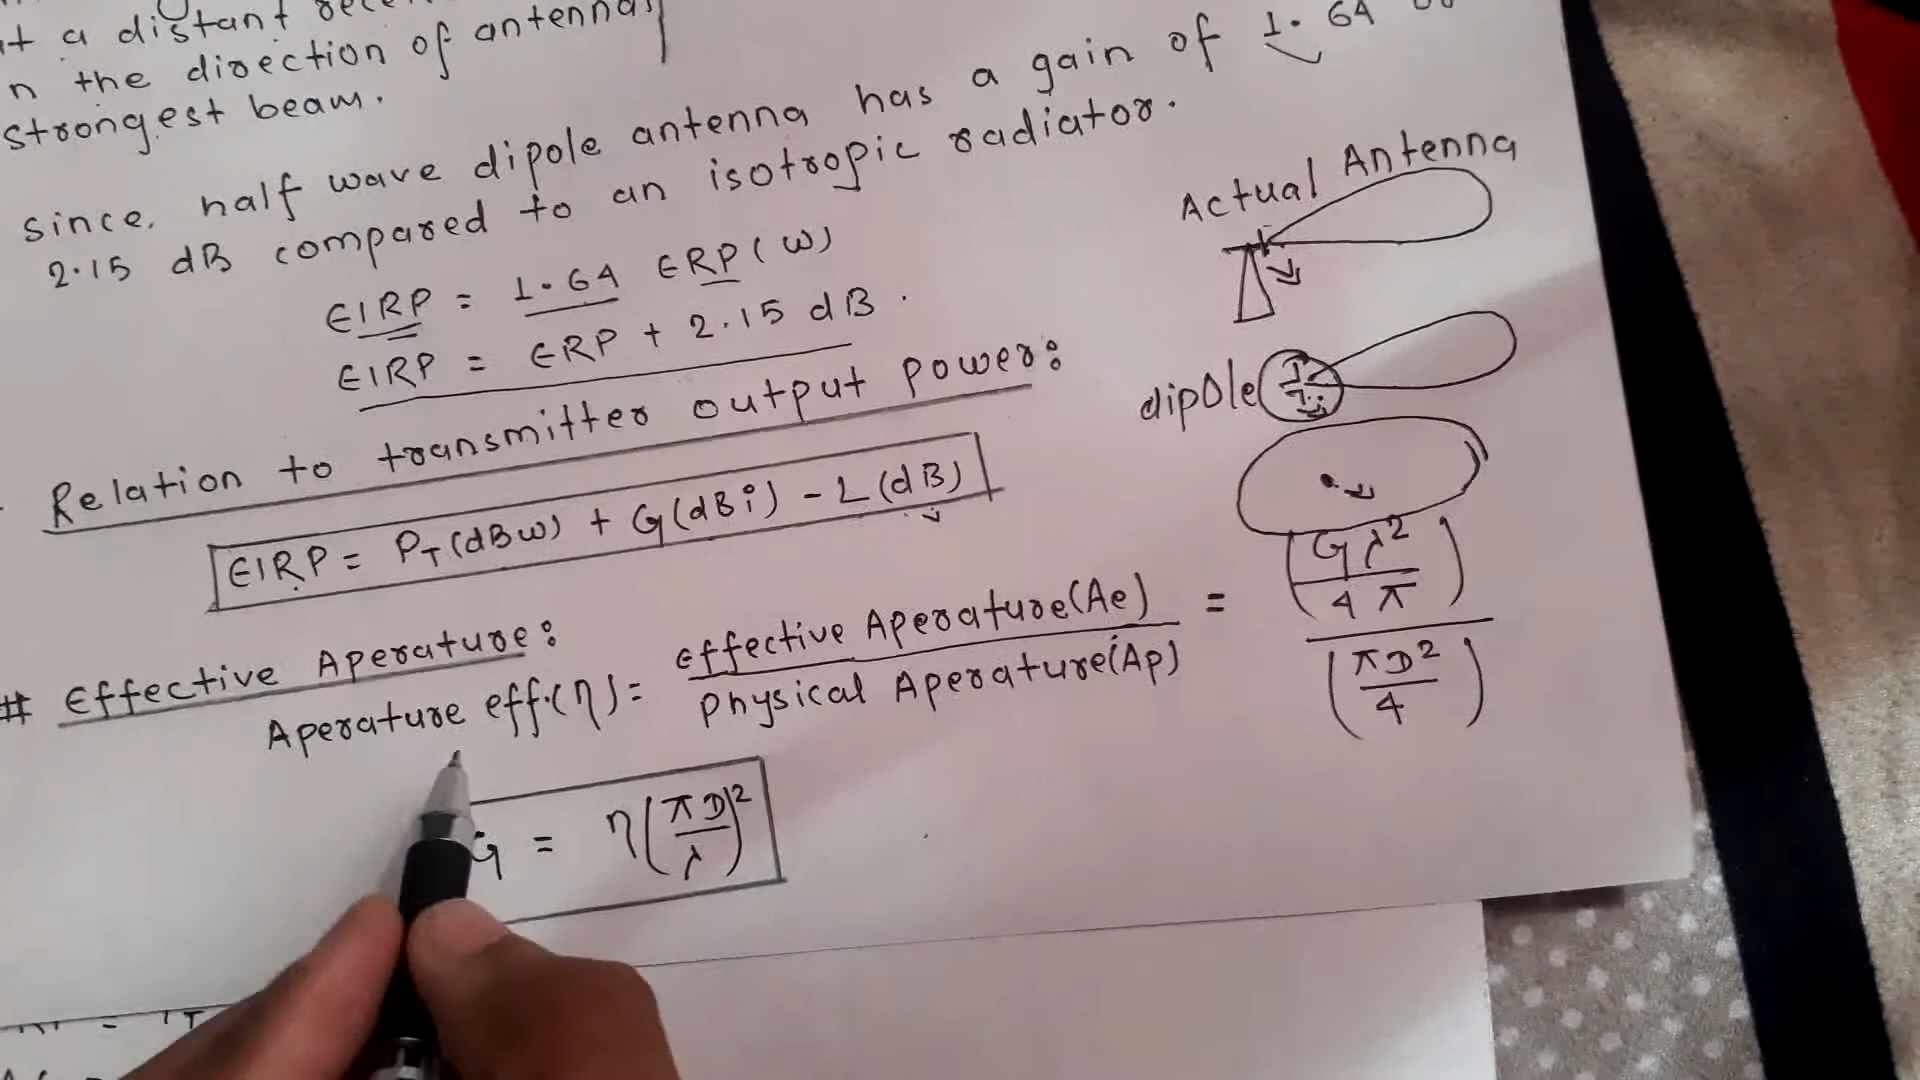 a distant
n the direction of antenna,
strongest beam.
since, half wave dipole antenna has a gain of 1.64
2.15 dB compared to an isotropic radiator.
EIRP = 1.64 ERP (W)
EIRP = ERP + 2.15 dB.
Actual Antenna
dipole
Relation to transmitter output power:
EIRP = PT (dBw) + G (dBi) - L (dB)
# Effective Aperature:
Aperature eff.(η) = Effective Aperature(Ae) / Physical Aperature(Ap) = (Gλ²/4π) / (πD²/4)
G = η(πD/λ)²